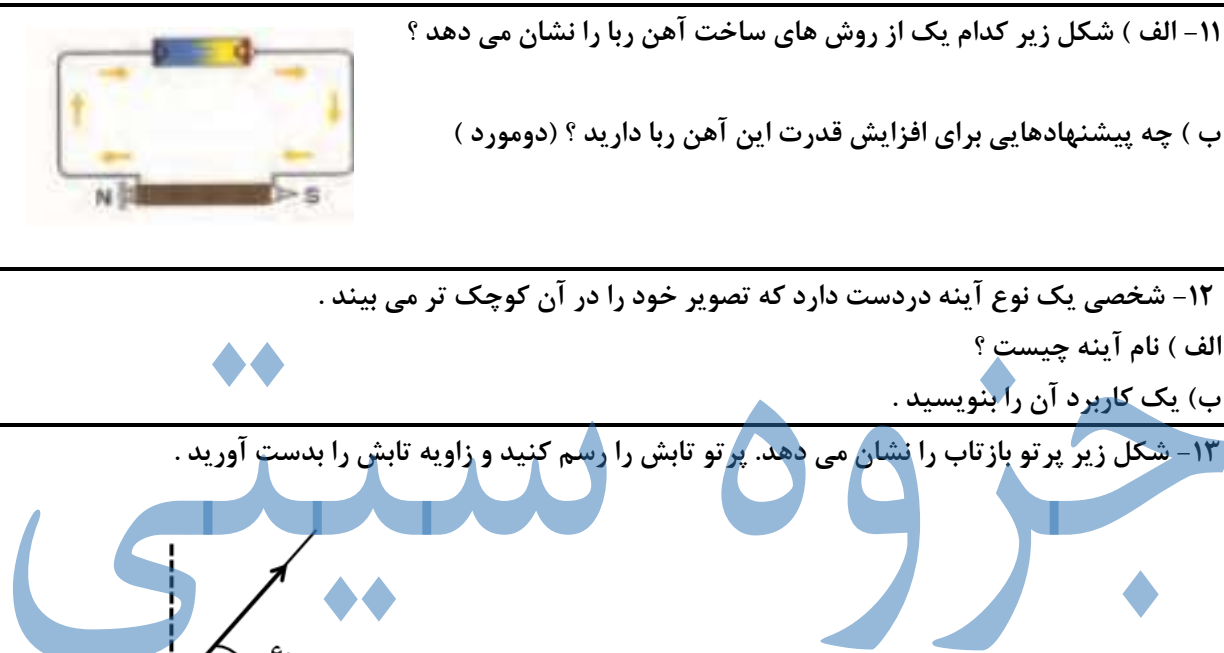 ۱۱- الف ) شکل زیر کدام یک از روش های ساخت آهن ربا را نشان می دهد ؟
ب ) چه پیشنهادهایی برای افزایش قدرت این آهن ربا دارید ؟ (دومورد )
N S
۱۲- شخصی یک نوع آینه دردست دارد که تصویر خود را در آن کوچک تر می بیند .
الف ) نام آینه چیست ؟
ب) یک کاربرد آن را بنویسید .
۱۳- شکل زیر پرتو بازتاب را نشان می دهد. پرتو تابش را رسم کنید و زاویه تابش را بدست آورید .
جزوه سیتی